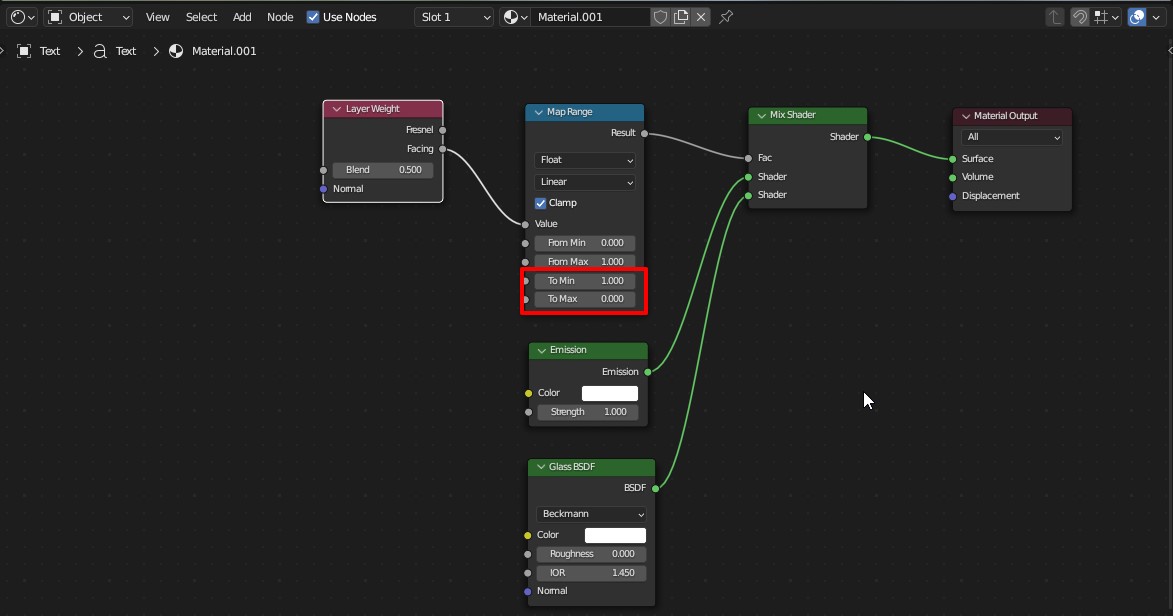 Object View Select Add Node Use Nodes Slot 1 Material.001
Text Text Material.001
Layer Weight
Fresnel
Facing
Blend 0.500
Normal
Map Range
Result
Float
Linear
Clamp
Value
From Min 0.000
From Max 1.000
To Min 1.000
To Max 0.000
Mix Shader
Shader
Fac
Shader
Shader
Material Output
All
Surface
Volume
Displacement
Emission
Emission
Color
Strength 1.000
Glass BSDF
BSDF
Beckmann
Color
Roughness 0.000
IOR 1.450
Normal